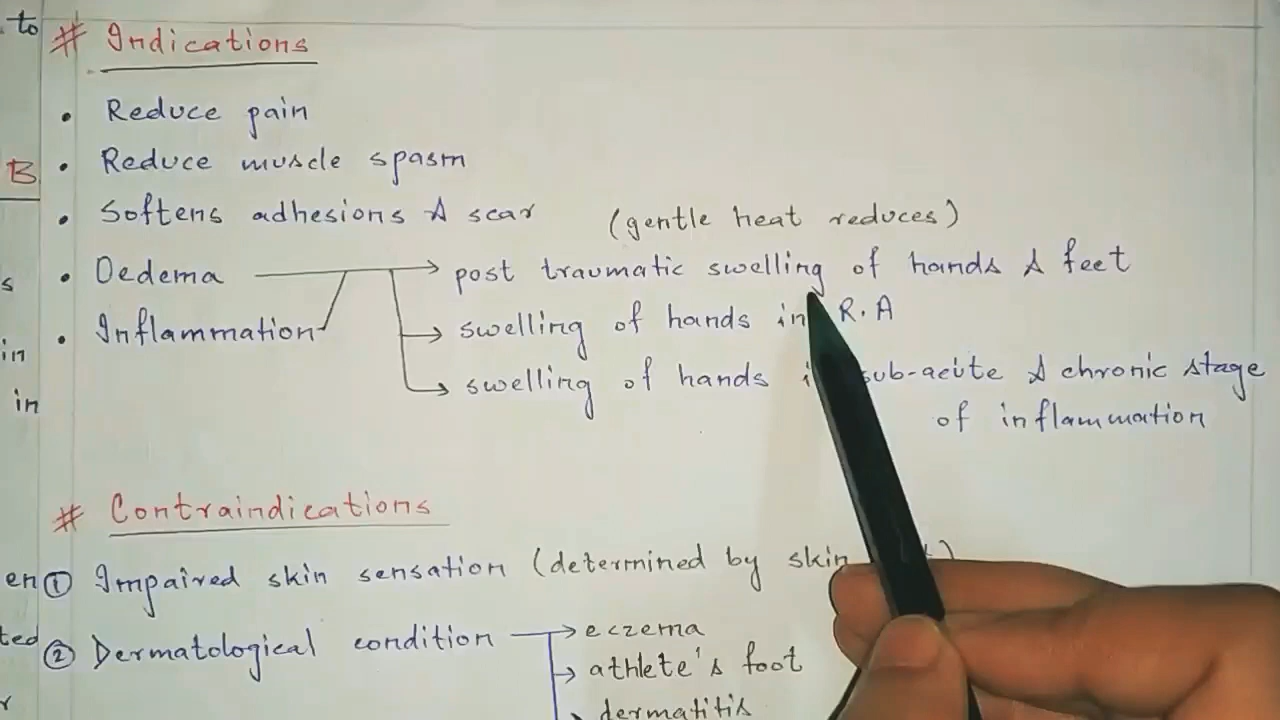 to
# Indications
• Reduce pain
B
• Reduce muscle spasm
• Softens adhesions & scar (gentle heat reduces)
s
• Oedema → post traumatic swelling of hands & feet
• Inflammation → swelling of hands in R.A
in
→ swelling of hands sub-acute & chronic stage
in
of inflammation
# Contraindications
en
① Impaired skin sensation (determined by skin )
ted
② Dermatological condition → eczema
→ athlete's foot
r
dermatitis